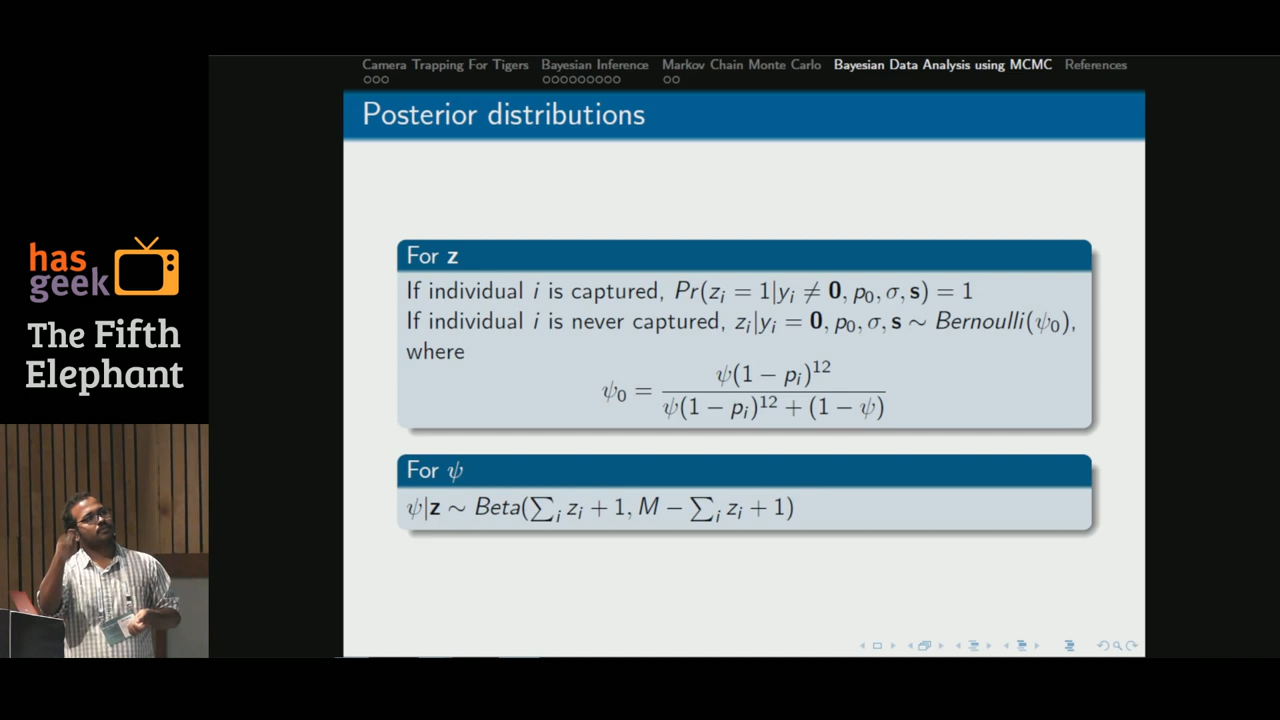 Camera Trapping For Tigers Bayesian Inference Markov Chain Monte Carlo Bayesian Data Analysis using MCMC References
Posterior distributions
For z
If individual i is captured, Pr(z_i = 1|y_i ≠ 0, p_0, σ, s) = 1
If individual i is never captured, z_i|y_i = 0, p_0, σ, s ∼ Bernoulli(ψ_0),
where
ψ_0 = ψ(1 − p_i)^12 / (ψ(1 − p_i)^12 + (1 − ψ))
For ψ
ψ|z ∼ Beta(∑_i z_i + 1, M − ∑_i z_i + 1)
has
geek
The Fifth
Elephant